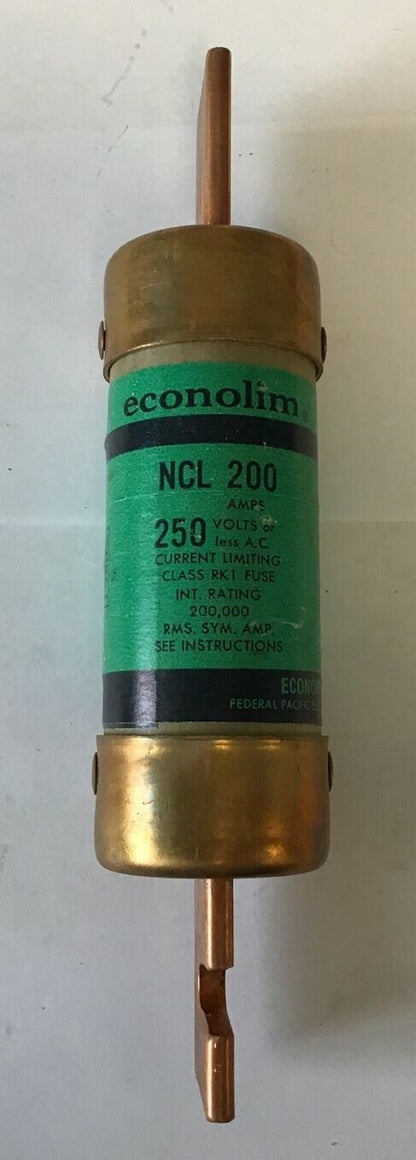 econolim®
NCL 200
AMPS
250 VOLTS or
less A.C.
CURRENT LIMITING
CLASS RK1 FUSE
INT. RATING
200,000
RMS. SYM. AMP.
SEE INSTRUCTIONS
ECONO
FEDERAL PACIFIC E